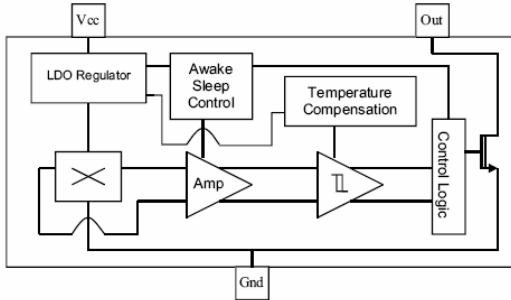 Vcc
Out
LDO Regulator
Awake
Sleep
Control
Temperature
Compensation
Control Logic
Amp
Gnd